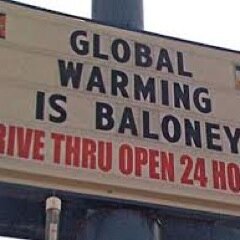 GLOBAL
WARMING
IS BALONEY
RIVE THRU OPEN 24 HO